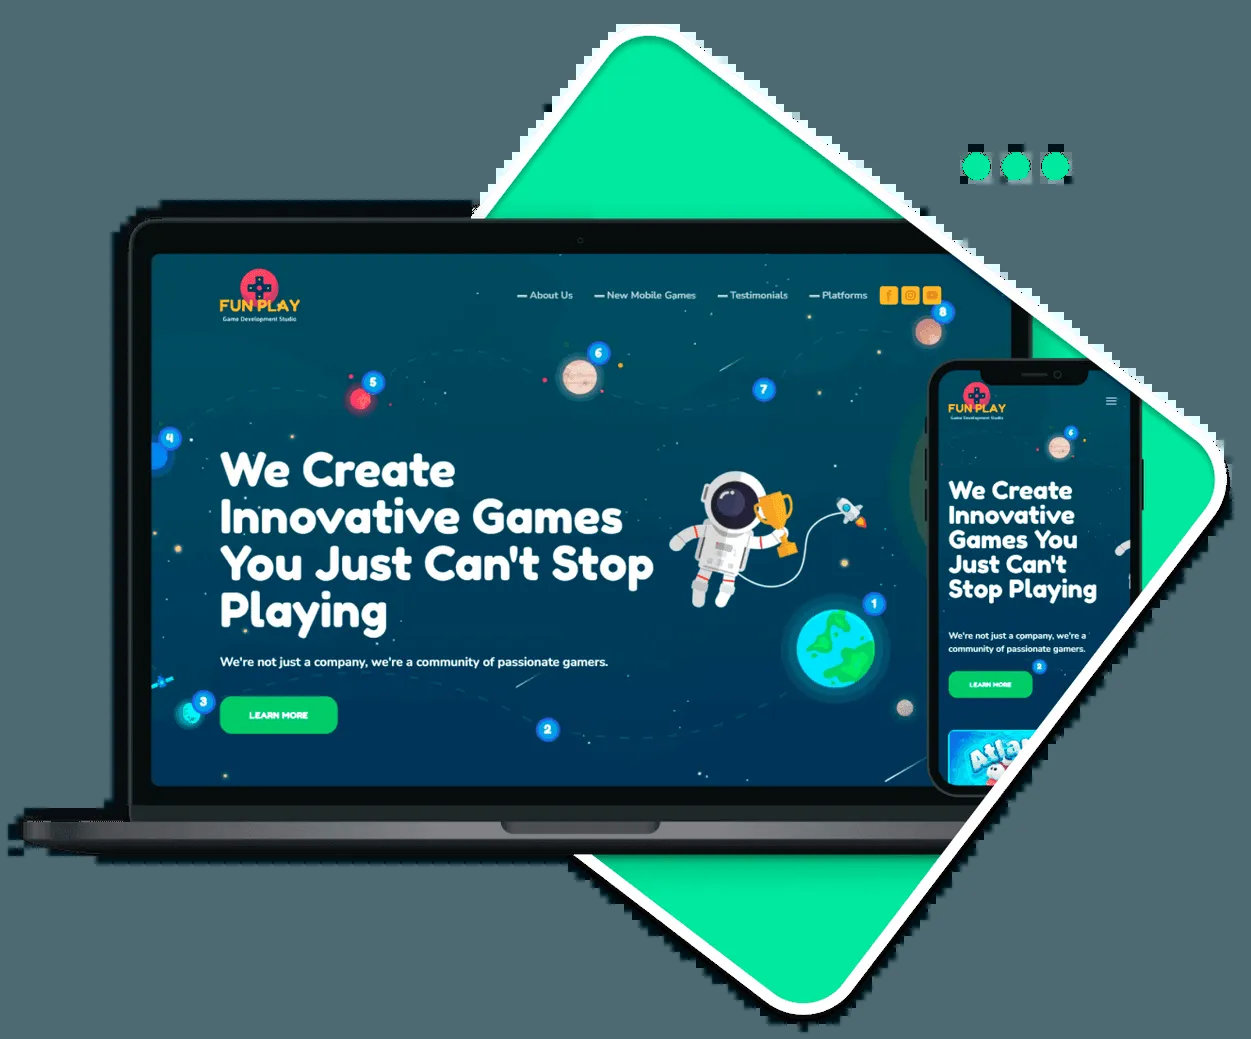 FUN PLAY
Game Development Studio
About Us
New Mobile Games
Testimonials
Platforms
8
6
5
7
4
We Create
Innovative Games
You Just Can't Stop
Playing
1
We're not just a company, we're a community of passionate gamers.
3
LEARN MORE
2
FUN PLAY
Game Development Studio
6
We Create
Innovative
Games You
Just Can't
Stop Playing
We're not just a company, we're a
community of passionate gamers.
2
LEARN MORE